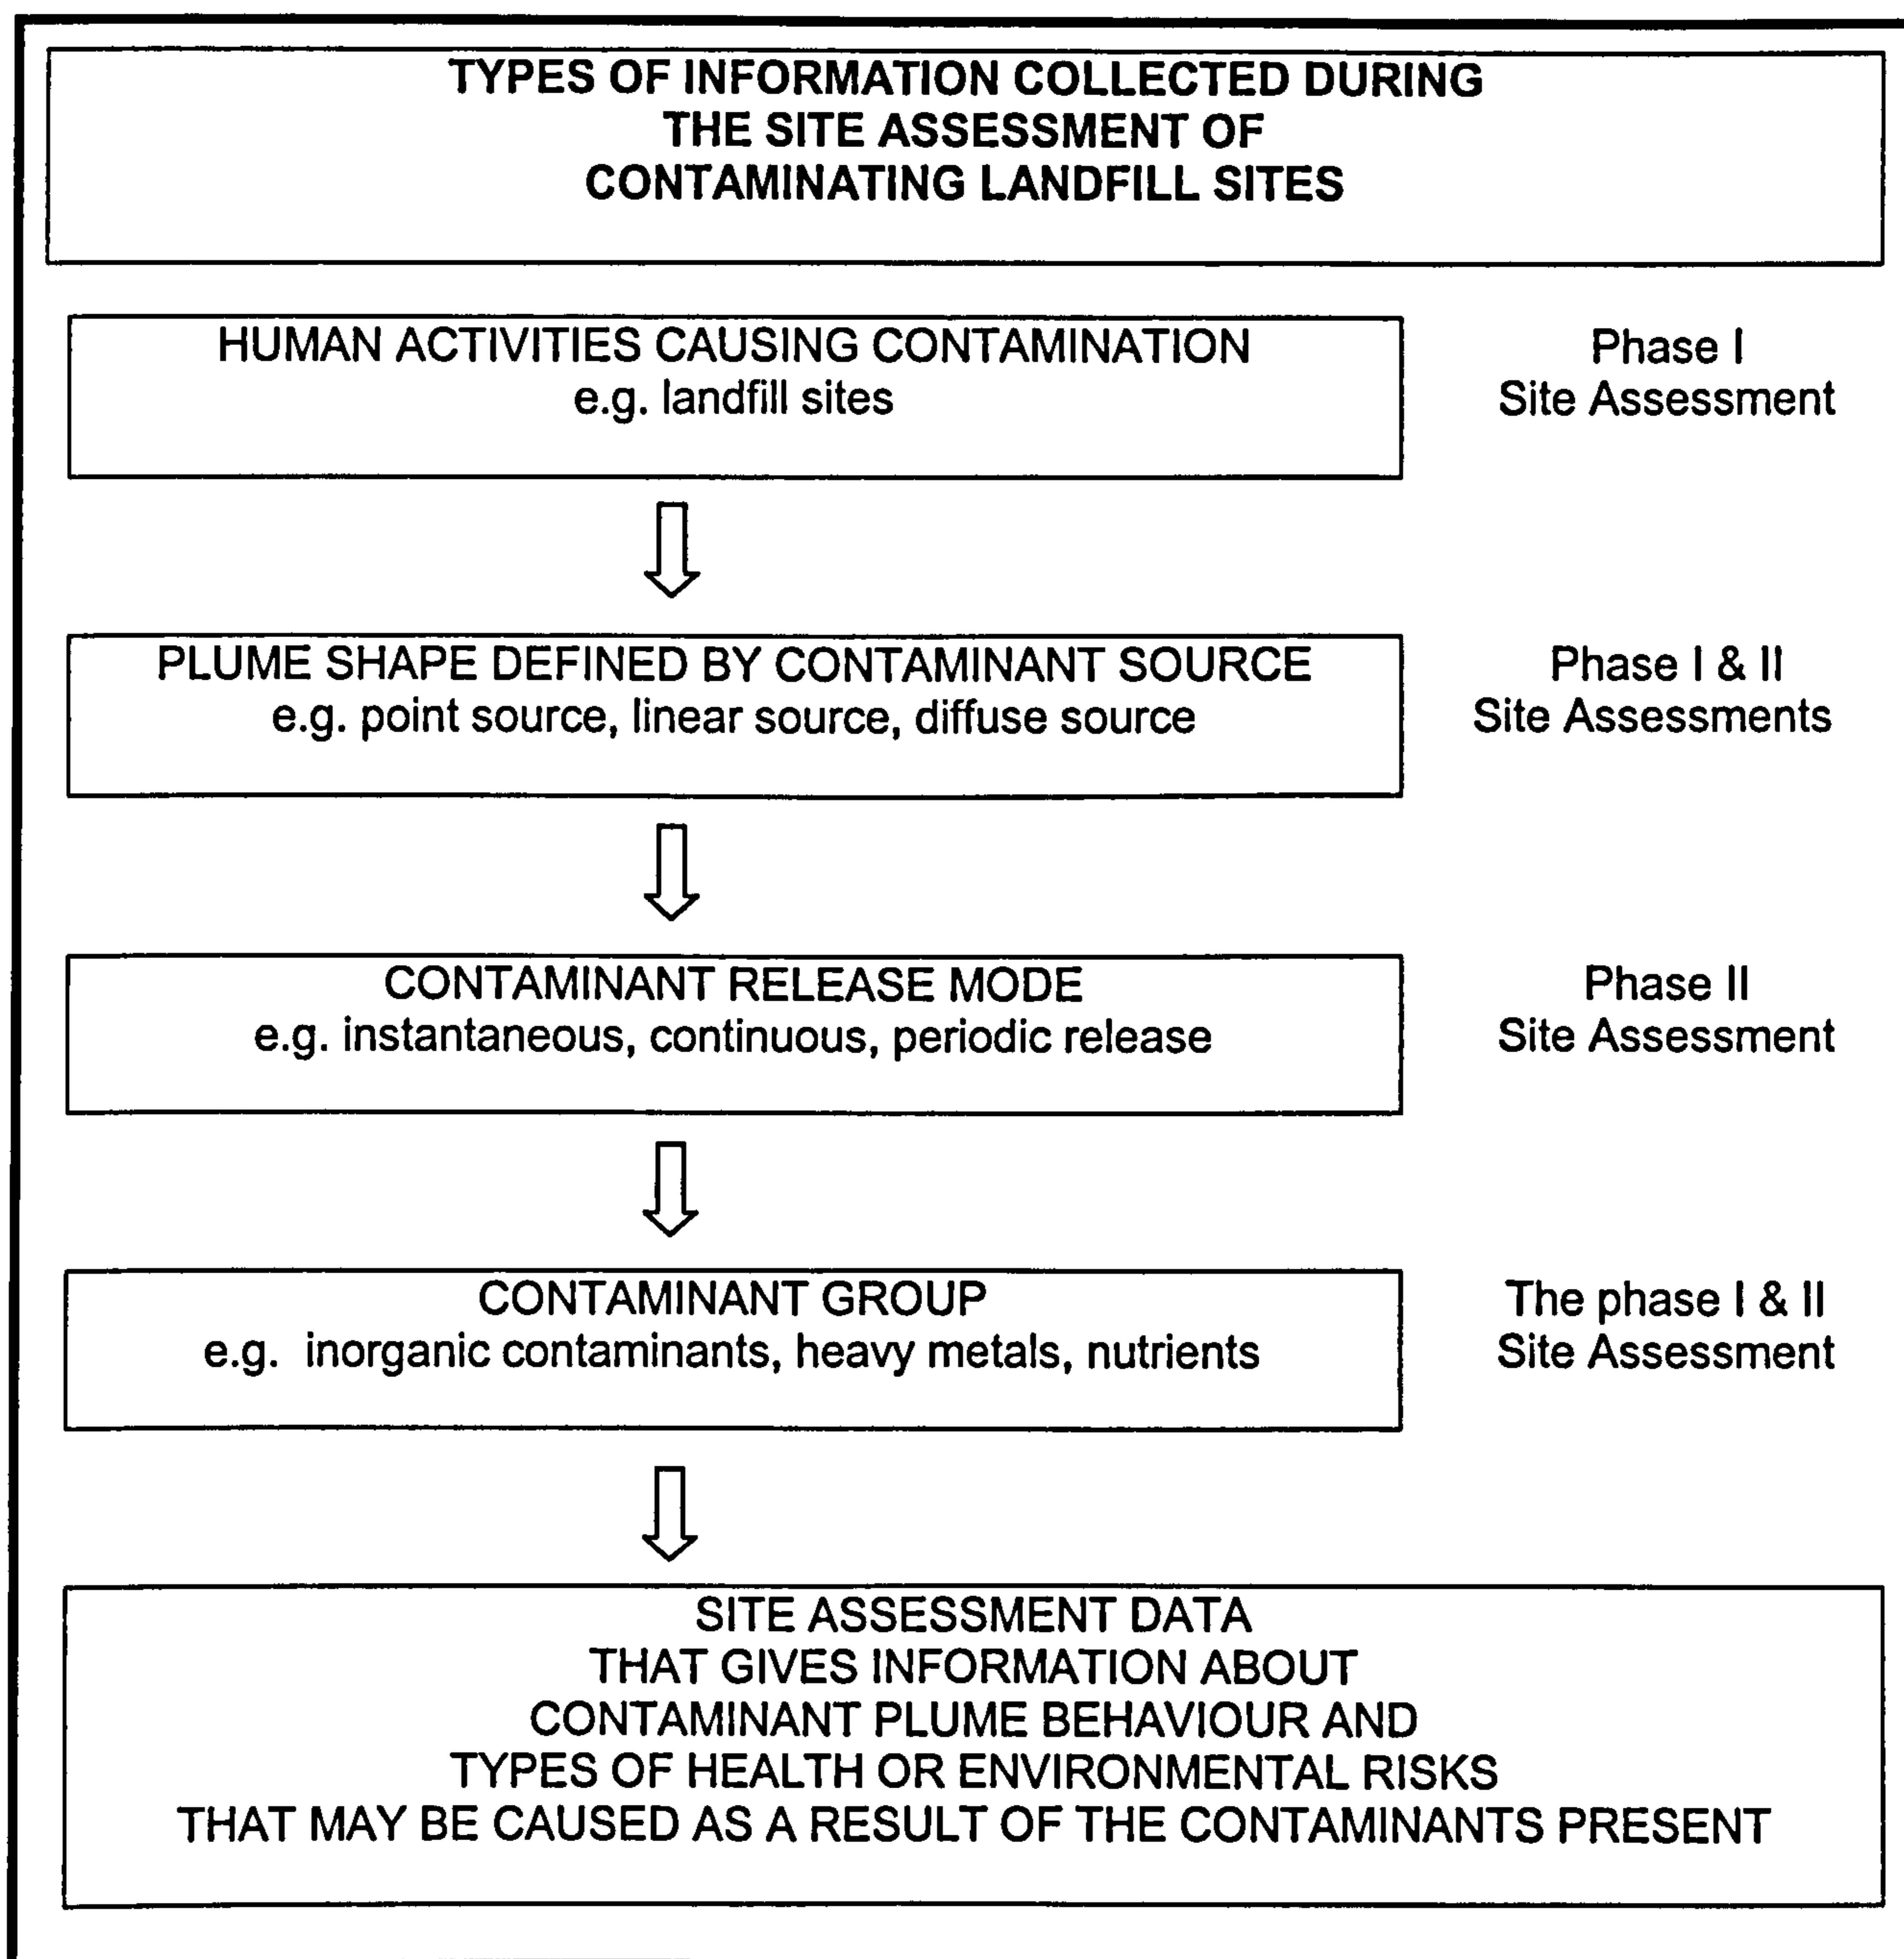 TYPES OF INFORMATION COLLECTED DURING
THE SITE ASSESSMENT OF
CONTAMINATING LANDFILL SITES
HUMAN ACTIVITIES CAUSING CONTAMINATION
e.g. landfill sites
Phase I
Site Assessment
PLUME SHAPE DEFINED BY CONTAMINANT SOURCE
e.g. point source, linear source, diffuse source
Phase I & II
Site Assessments
CONTAMINANT RELEASE MODE
e.g. instantaneous, continuous, periodic release
Phase II
Site Assessment
CONTAMINANT GROUP
e.g. inorganic contaminants, heavy metals, nutrients
The phase I & II
Site Assessment
SITE ASSESSMENT DATA
THAT GIVES INFORMATION ABOUT
CONTAMINANT PLUME BEHAVIOUR AND
TYPES OF HEALTH OR ENVIRONMENTAL RISKS
THAT MAY BE CAUSED AS A RESULT OF THE CONTAMINANTS PRESENT